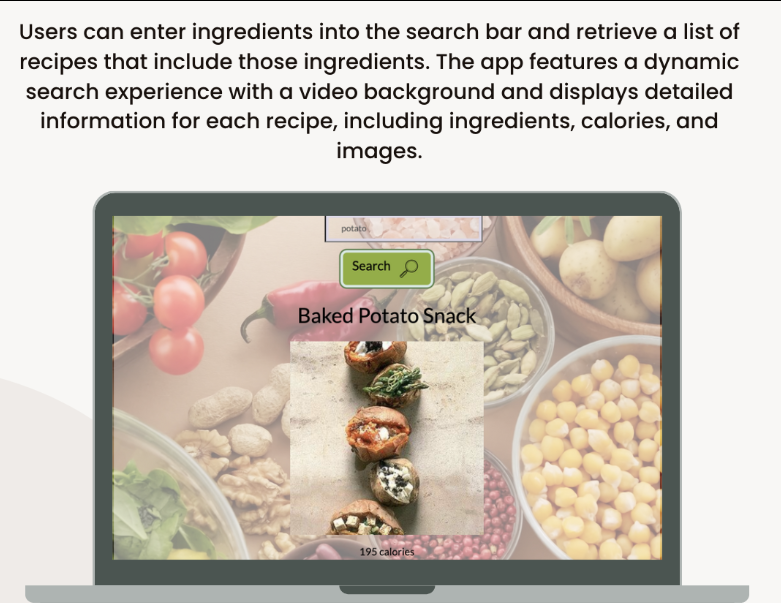 Users can enter ingredients into the search bar and retrieve a list of
recipes that include those ingredients. The app features a dynamic
search experience with a video background and displays detailed
information for each recipe, including ingredients, calories, and
images.
potato
Search
Baked Potato Snack
195 calories